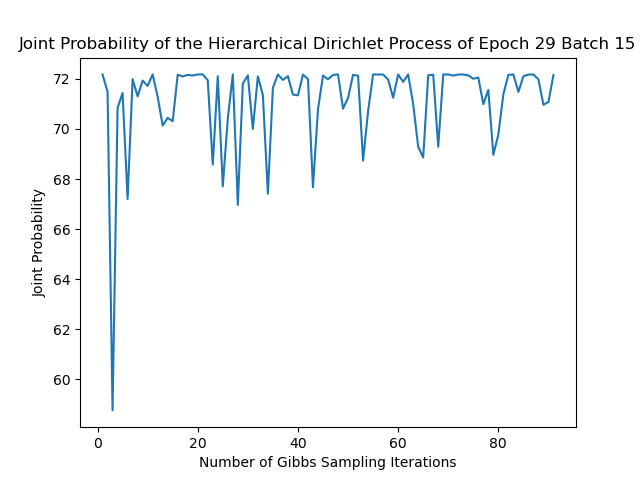 Joint Probability of the Hierarchical Dirichlet Process of Epoch 29 Batch 15
72
70
68
66
64
62
60
Joint Probability
0 20 40 60 80
Number of Gibbs Sampling Iterations